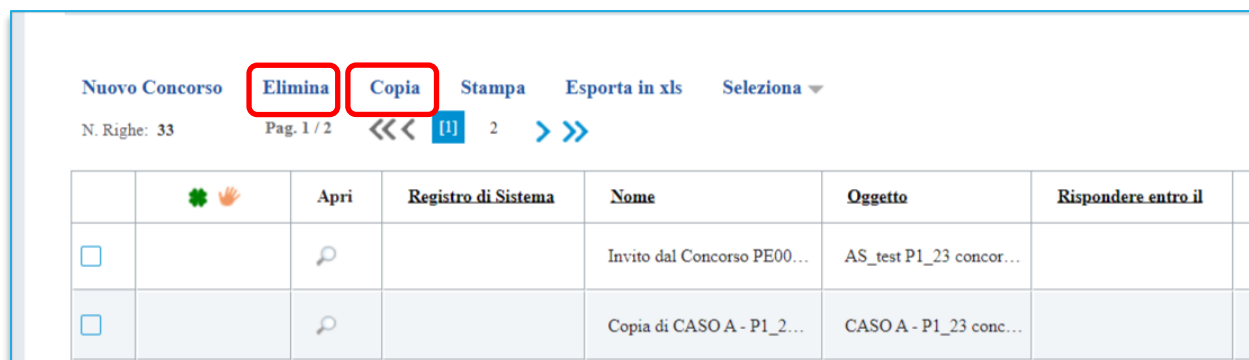 Nuovo Concorso Elimina Copia Stampa Esporta in xls Seleziona
N. Righe: 33 Pag. 1 / 2 [1] 2
Apri Registro di Sistema Nome Oggetto Rispondere entro il
Invito dal Concorso PE00... AS_test P1_23 concor...
Copia di CASO A - P1_2... CASO A - P1_23 conc...